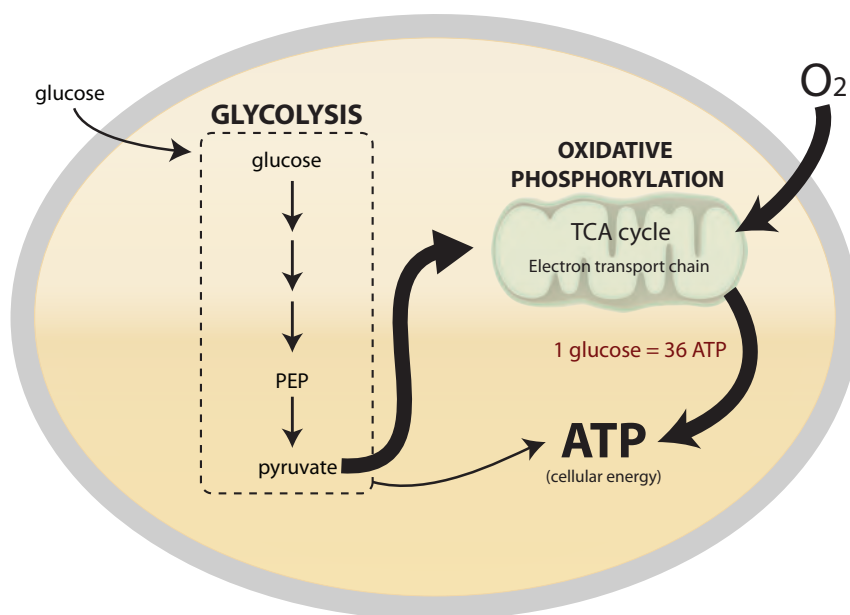 glucose
GLYCOLYSIS
glucose
PEP
pyruvate
O2
OXIDATIVE
PHOSPHORYLATION
TCA cycle
Electron transport chain
1 glucose = 36 ATP
ATP
(cellular energy)